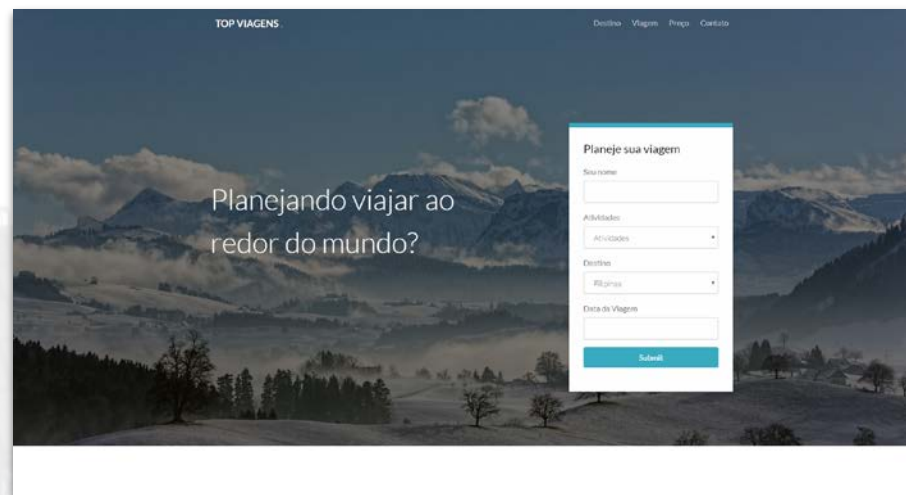 TOP VIAGENS.
Destino Viagem Preço Contato
Planejando viajar ao
redor do mundo?
Planeje sua viagem
Seu nome
Atividades
Atividades
Destino
Filipinas
Data da Viagem
Submit